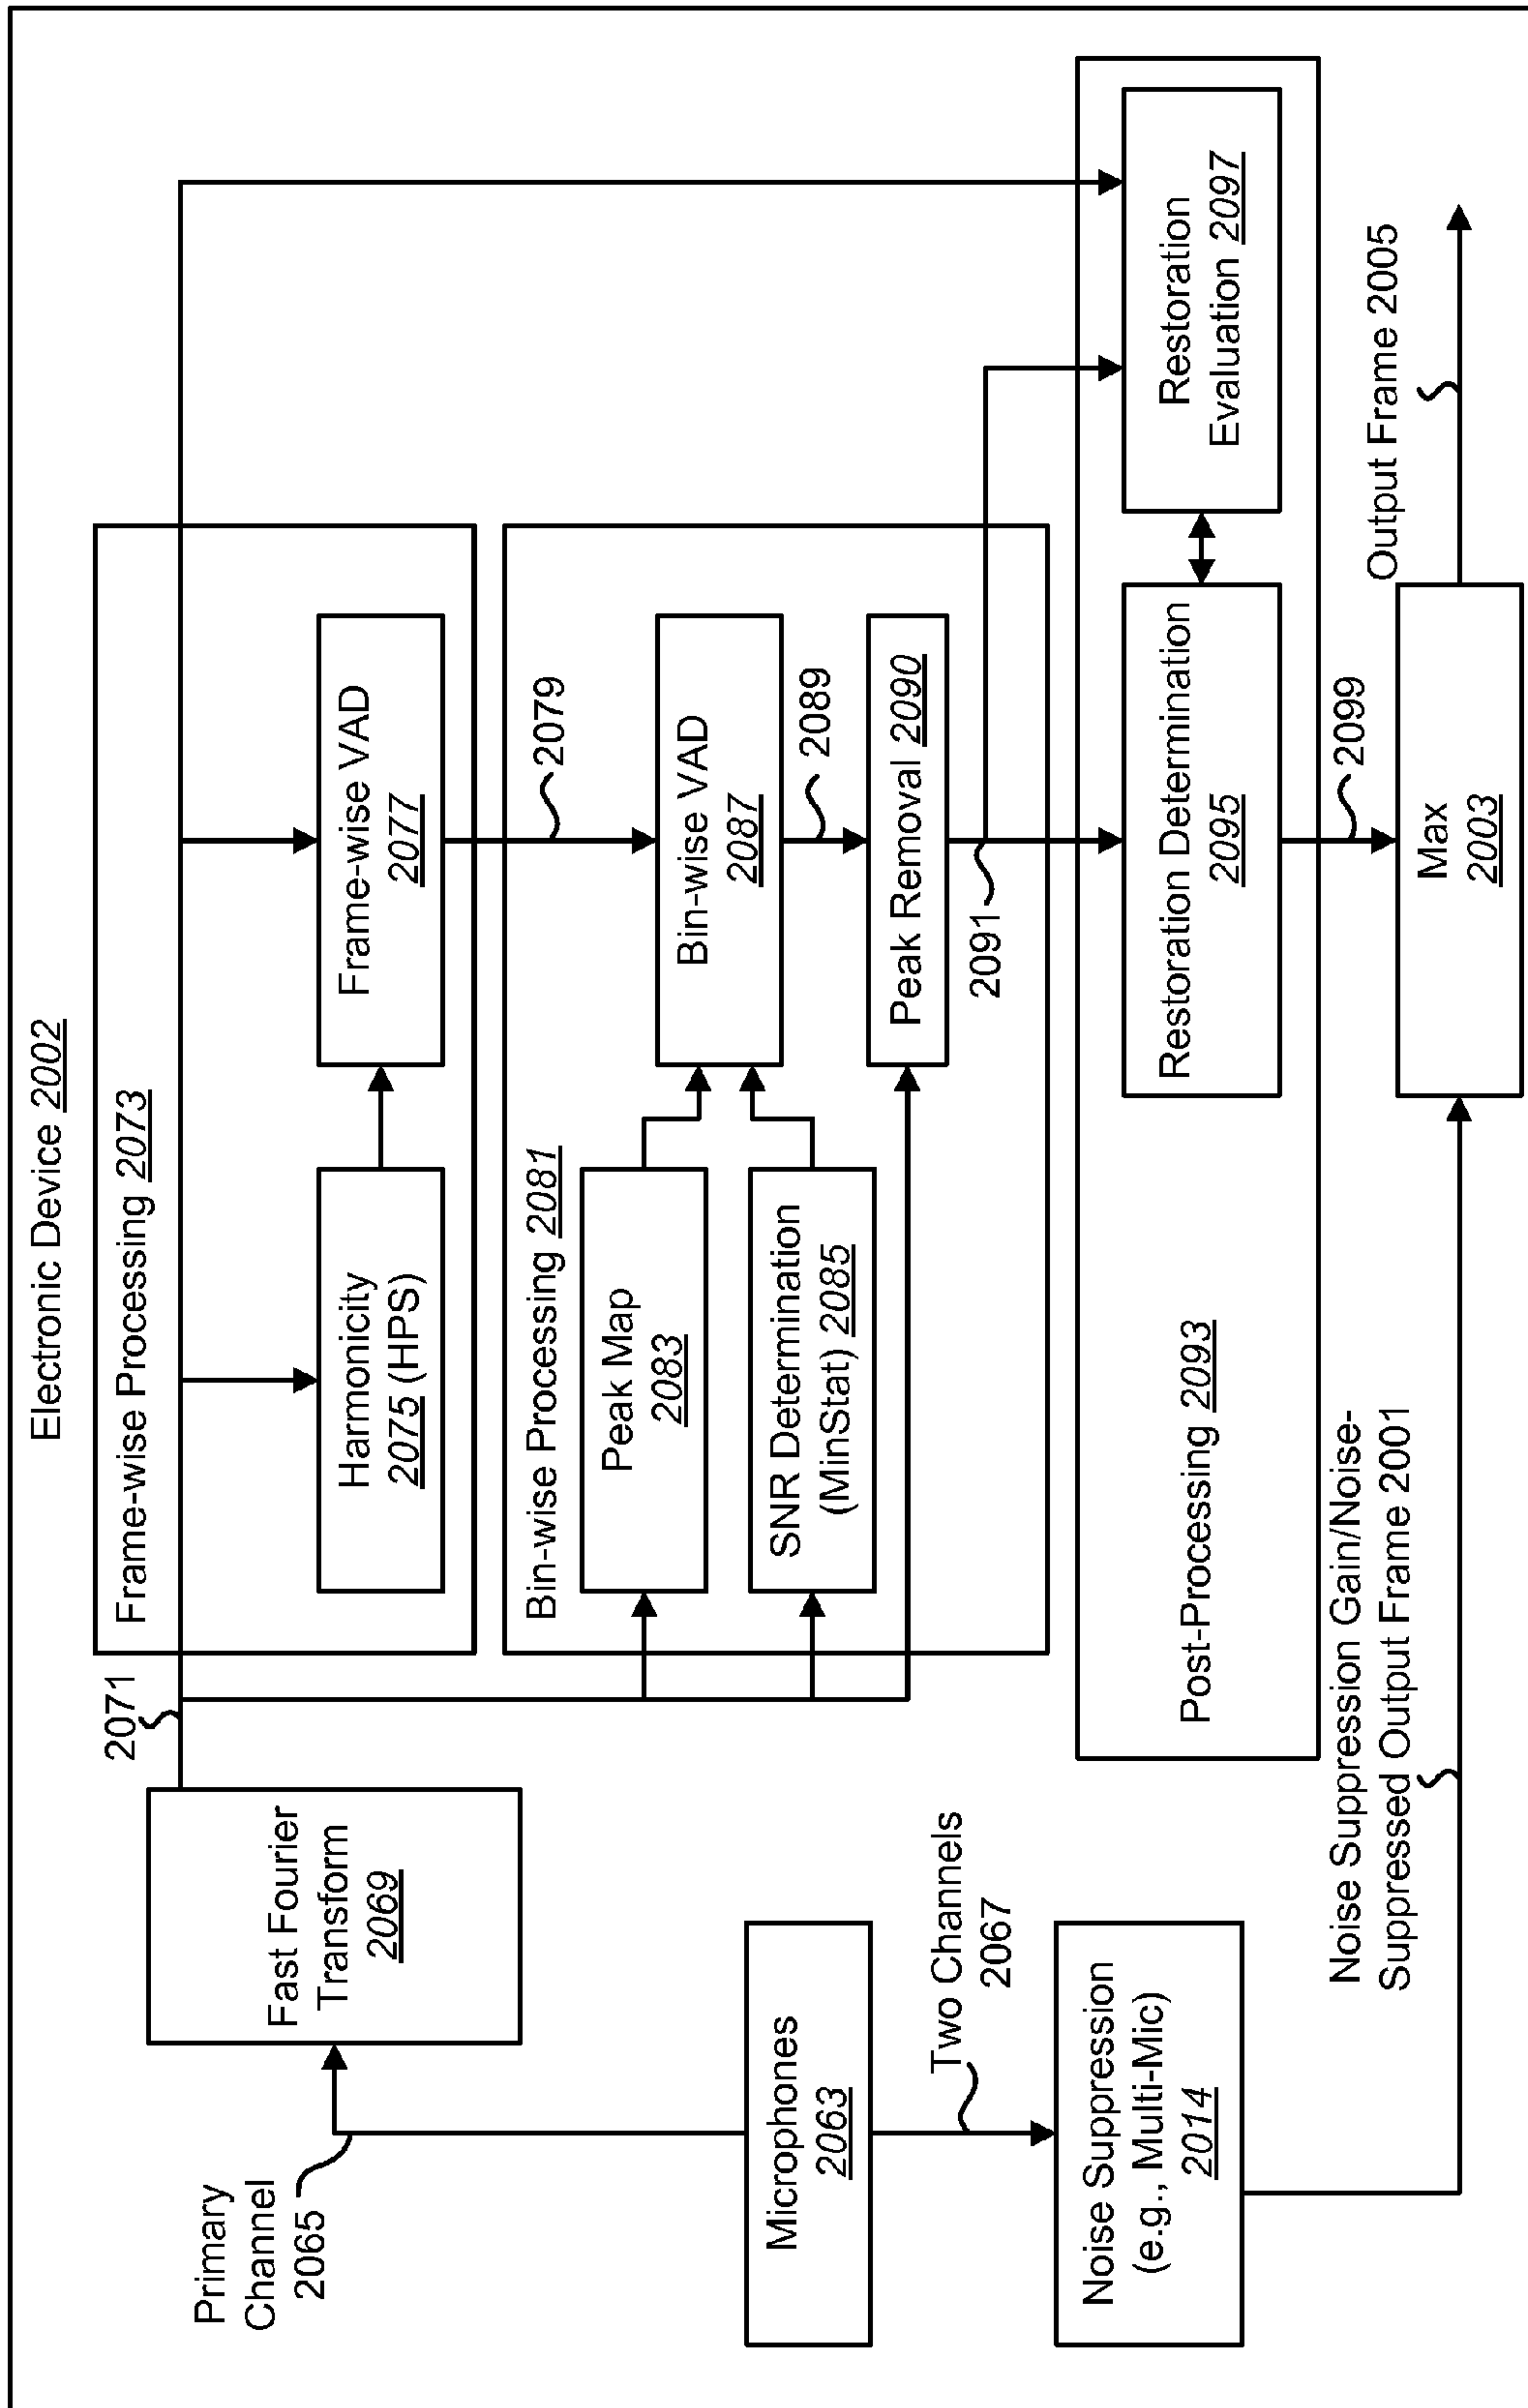 Electronic Device 2002
Primary
Channel
2065
Fast Fourier
Transform
2069
2071
Frame-wise Processing 2073
Harmonicity
2075 (HPS)
Frame-wise VAD
2077
2079
Bin-wise Processing 2081
Peak Map
2083
SNR Determination
(MinStat) 2085
Bin-wise VAD
2087
2089
Peak Removal 2090
2091
Microphones
2063
Two Channels
2067
Noise Suppression
(e.g., Multi-Mic)
2014
Post-Processing 2093
Restoration Determination
2095
Restoration
Evaluation 2097
2099
Noise Suppression Gain/Noise-
Suppressed Output Frame 2001
Max
2003
Output Frame 2005